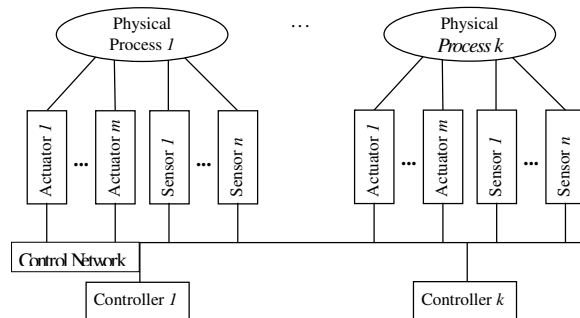 Physical
Process 1
...
Physical
Process k
Actuator 1
...
Actuator m
Sensor 1
...
Sensor n
Actuator 1
...
Actuator m
Sensor 1
...
Sensor n
Control Network
Controller 1
Controller k